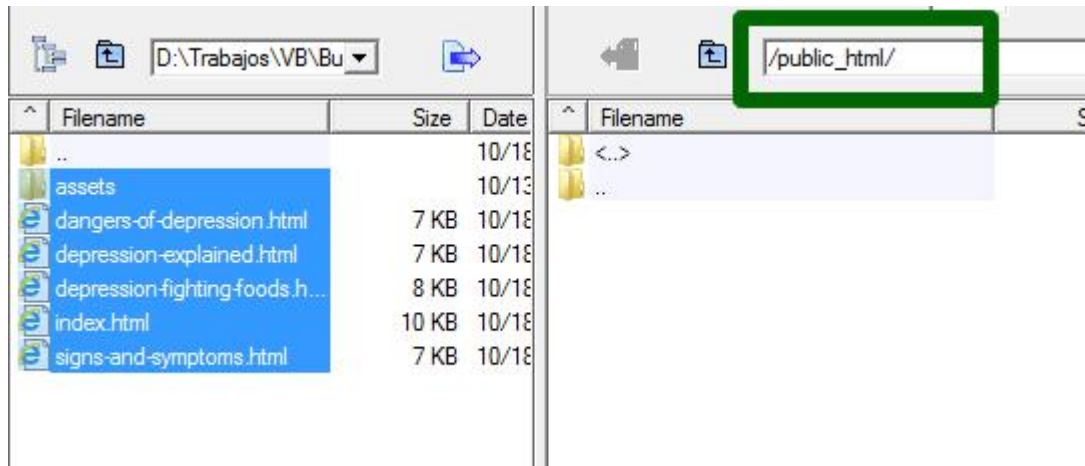 D:\Trabajos\VB\Bu
/public_html/
^ Filename Size Date
^ Filename S
.. 10/18
<..>
assets 10/13
..
dangers-of-depression.html 7 KB 10/18
depression-explained.html 7 KB 10/18
depression-fighting-foods.h... 8 KB 10/18
index.html 10 KB 10/18
signs-and-symptoms.html 7 KB 10/18